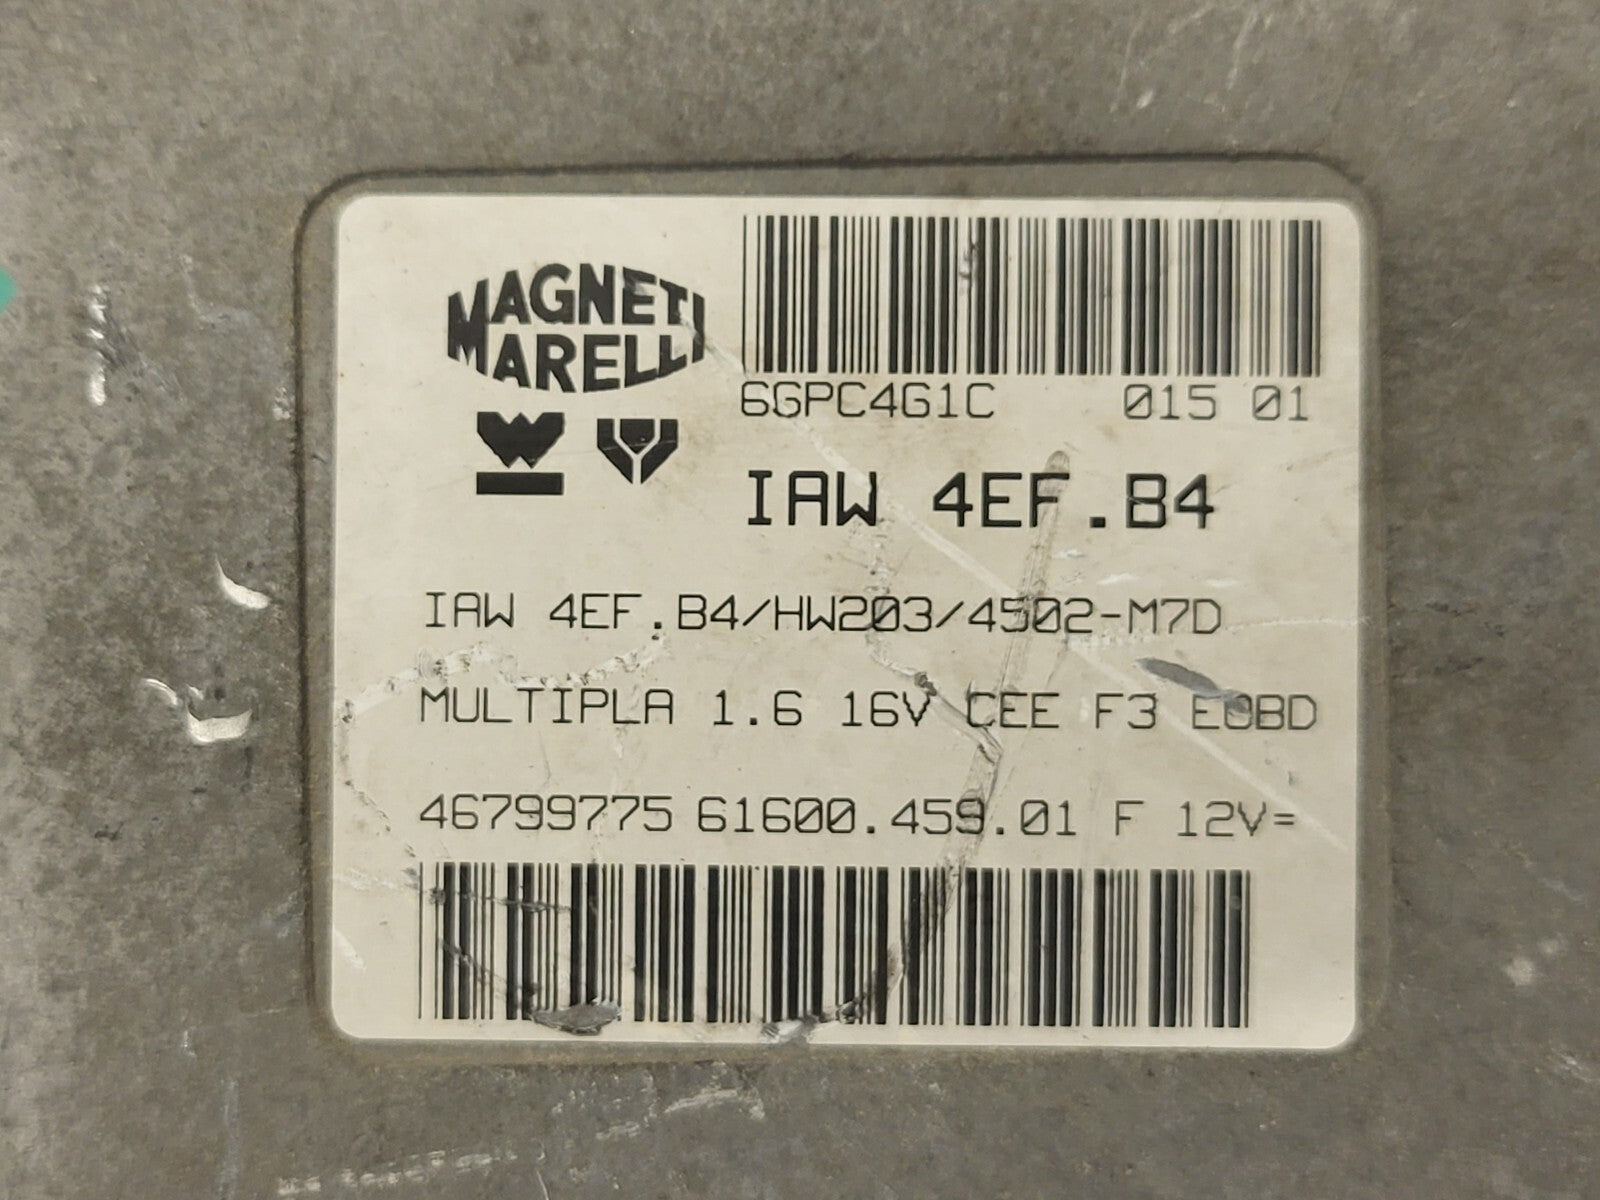 MAGNETI
MARELLI
6GPC4G1C 015 01
IAW 4EF.B4
IAW 4EF.B4/HW203/4502-M7D
MULTIPLA 1.6 16V CEE F3 EOBD
46799775 61600.459.01 F 12V=